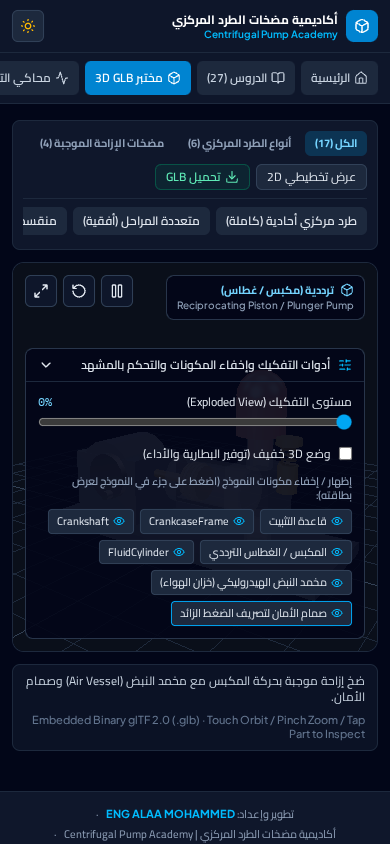 أكاديمية مضخات الطرد المركزي
Centrifugal Pump Academy
الرئيسية
الدروس (27)
مختبر 3D GLB
محاكي الت
الكل (17)
أنواع الطرد المركزي (6)
مضخات الإزاحة الموجبة (4)
عرض تخطيطي 2D
تحميل GLB
طرد مركزي أحادية (كاملة)
متعددة المراحل (أفقية)
منقسم
ترددية (مكبس / غطاس)
Reciprocating Piston / Plunger Pump
أدوات التفكيك وإخفاء المكونات والتحكم بالمشهد
مستوى التفكيك (Exploded View)
0%
وضع 3D خفيف (توفير البطارية والأداء)
إظهار / إخفاء مكونات النموذج (اضغط على جزء في النموذج لعرض
بطاقته):
قاعدة التثبيت
CrankcaseFrame
Crankshaft
المكبس / الغطاس الترددي
FluidCylinder
مخمد النبض الهيدروليكي (خزان الهواء)
صمام الأمان لتصريف الضغط الزائد
ضخ إزاحة موجبة بحركة المكبس مع مخمد النبض (Air Vessel) وصمام
الأمان.
Embedded Binary glTF 2.0 (.glb) · Touch Orbit / Pinch Zoom / Tap
Part to Inspect
تطوير وإعداد: ENG ALAA MOHAMMED ·
أكاديمية مضخات الطرد المركزي | Centrifugal Pump Academy ·